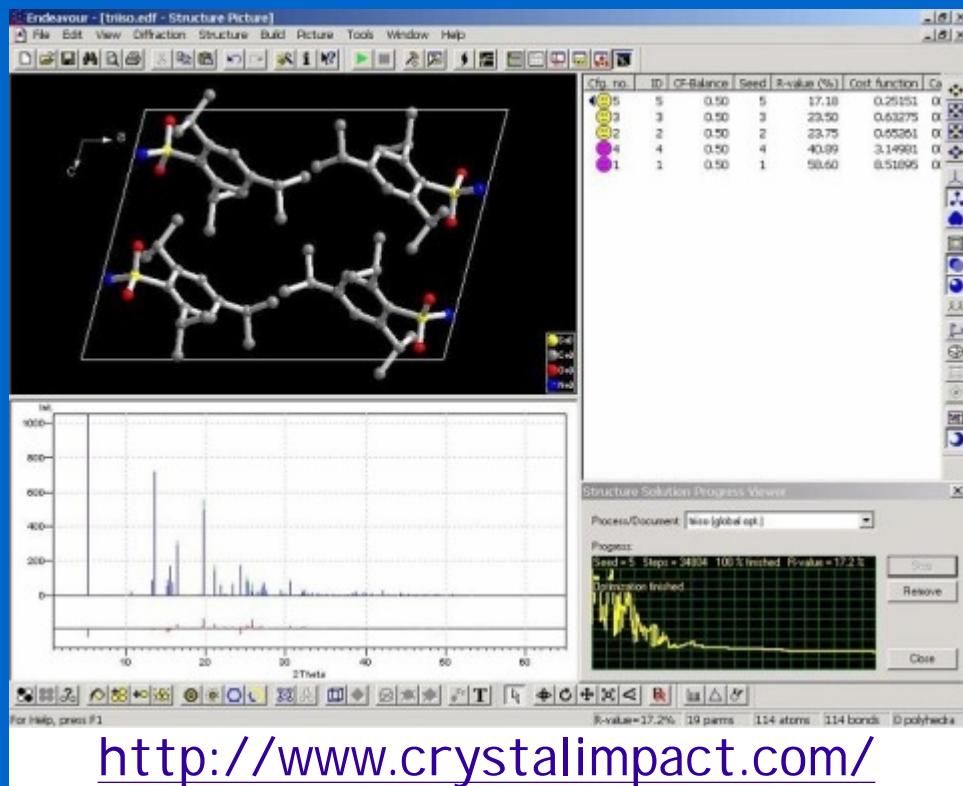 Endeavour - [triiso.edf - Structure Picture]
File Edit View Diffraction Structure Build Picture Tools Window Help
Cfg. no. ID CF-Balance Seed R-value (%) Cost function
5 5 0.50 5 17.18 0.25151
3 3 0.50 3 23.50 0.63275
2 2 0.50 2 23.75 0.65261
4 4 0.50 4 40.89 3.14981
1 1 0.50 1 58.60 8.51895
a
c
Int.
1000
800
600
400
200
0
10 20 30 40 50 60
2Theta
Structure Solution Progress Viewer
Process/Document: triiso (global opt.)
Progress:
Seed = 5 Steps = 34884 100 % finished R-value = 17.2 %
Optimization finished
Stop
Remove
Close
For Help, press F1
R-value=17.2% 19 parms 114 atoms 114 bonds 0 polyhedra
http://www.crystalimpact.com/